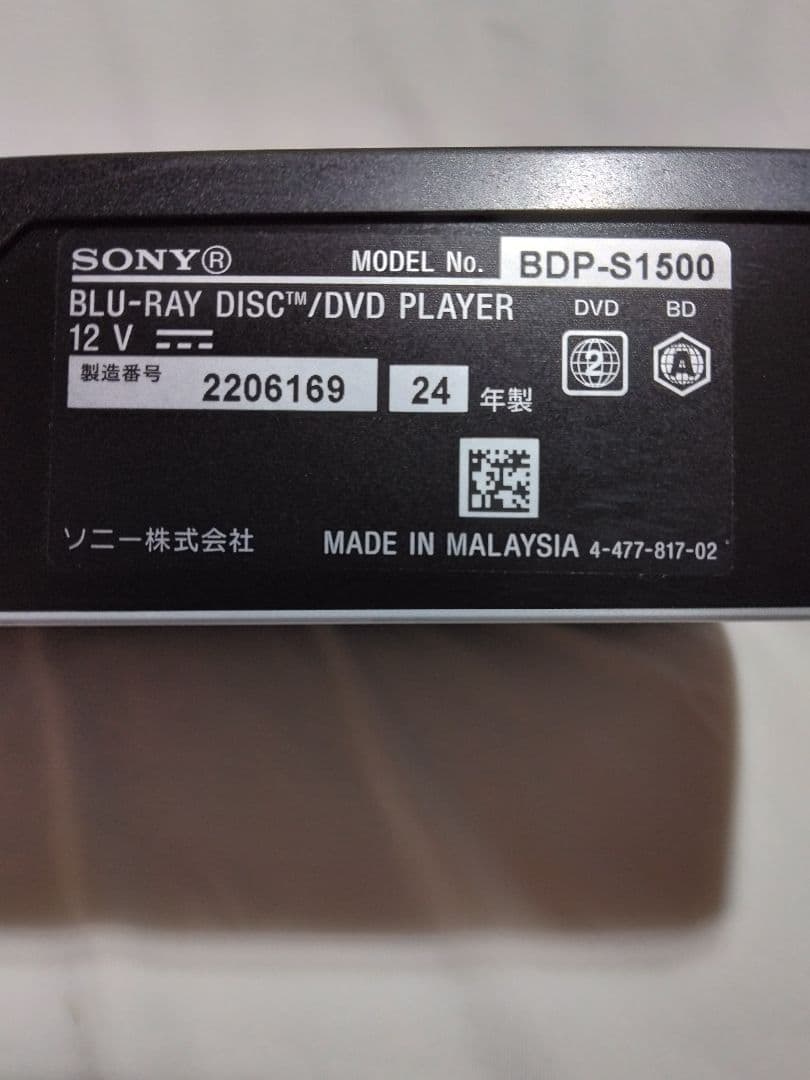 SONY® MODEL No. BDP-S1500
BLU-RAY DISC™/DVD PLAYER DVD BD
12 V
2 A
製造番号 2206169 24 年製
ソニー株式会社 MADE IN MALAYSIA 4-477-817-02